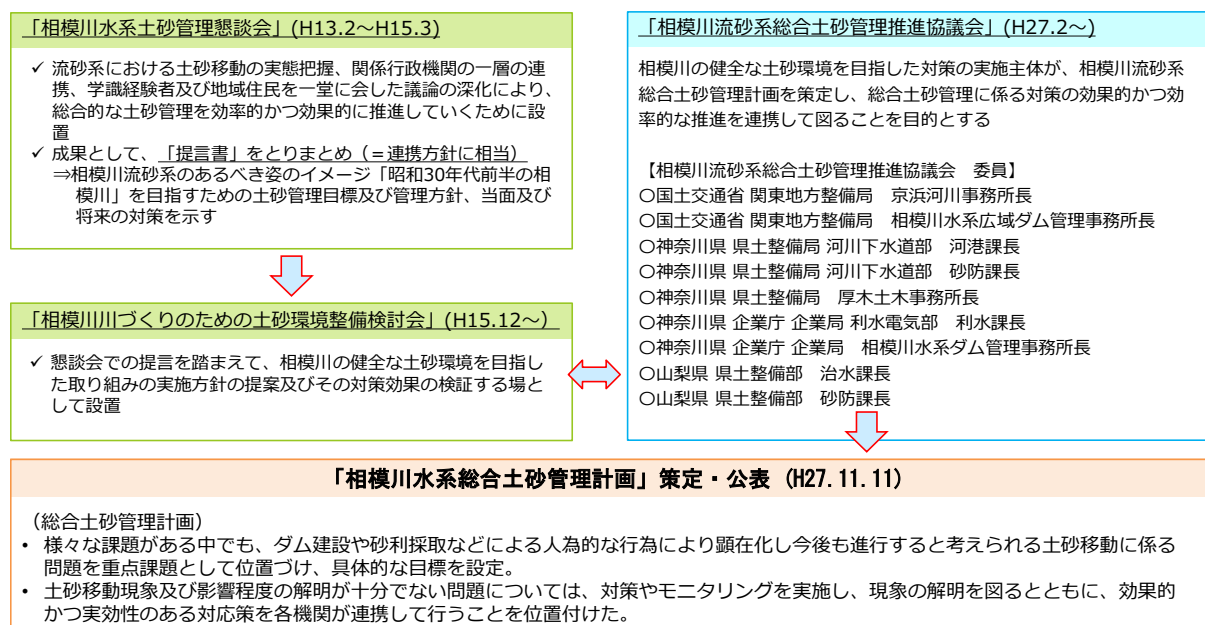 「相模川水系土砂管理懇談会」(H13.2～H15.3)
✓ 流砂系における土砂移動の実態把握、関係行政機関の一層の連
携、学識経験者及び地域住民を一堂に会した議論の深化により、
総合的な土砂管理を効率的かつ効果的に推進していくために設
置
✓ 成果として、「提言書」をとりまとめ（＝連携方針に相当）
⇒相模川流砂系のあるべき姿のイメージ「昭和30年代前半の相
模川」を目指すための土砂管理目標及び管理方針、当面及び
将来の対策を示す
「相模川川づくりのための土砂環境整備検討会」(H15.12～）
✓ 懇談会での提言を踏まえて、相模川の健全な土砂環境を目指し
た取り組みの実施方針の提案及びその対策効果の検証する場と
して設置
「相模川流砂系総合土砂管理推進協議会」(H27.2～)
相模川の健全な土砂環境を目指した対策の実施主体が、相模川流砂系
総合土砂管理計画を策定し、総合土砂管理に係る対策の効果的かつ効
率的な推進を連携して図ることを目的とする
【相模川流砂系総合土砂管理推進協議会　委員】
〇国土交通省 関東地方整備局　京浜河川事務所長
〇国土交通省 関東地方整備局　相模川水系広域ダム管理事務所長
〇神奈川県 県土整備局 河川下水道部　河港課長
〇神奈川県 県土整備局 河川下水道部　砂防課長
〇神奈川県 県土整備局　厚木土木事務所長
〇神奈川県 企業庁 企業局 利水電気部　利水課長
〇神奈川県 企業庁 企業局　相模川水系ダム管理事務所長
〇山梨県 県土整備部　治水課長
〇山梨県 県土整備部　砂防課長
「相模川水系総合土砂管理計画」策定・公表（H27.11.11）
（総合土砂管理計画）
• 様々な課題がある中でも、ダム建設や砂利採取などによる人為的な行為により顕在化し今後も進行すると考えられる土砂移動に係る
問題を重点課題として位置づけ、具体的な目標を設定。
• 土砂移動現象及び影響程度の解明が十分でない問題については、対策やモニタリングを実施し、現象の解明を図るとともに、効果的
かつ実効性のある対応策を各機関が連携して行うことを位置付けた。